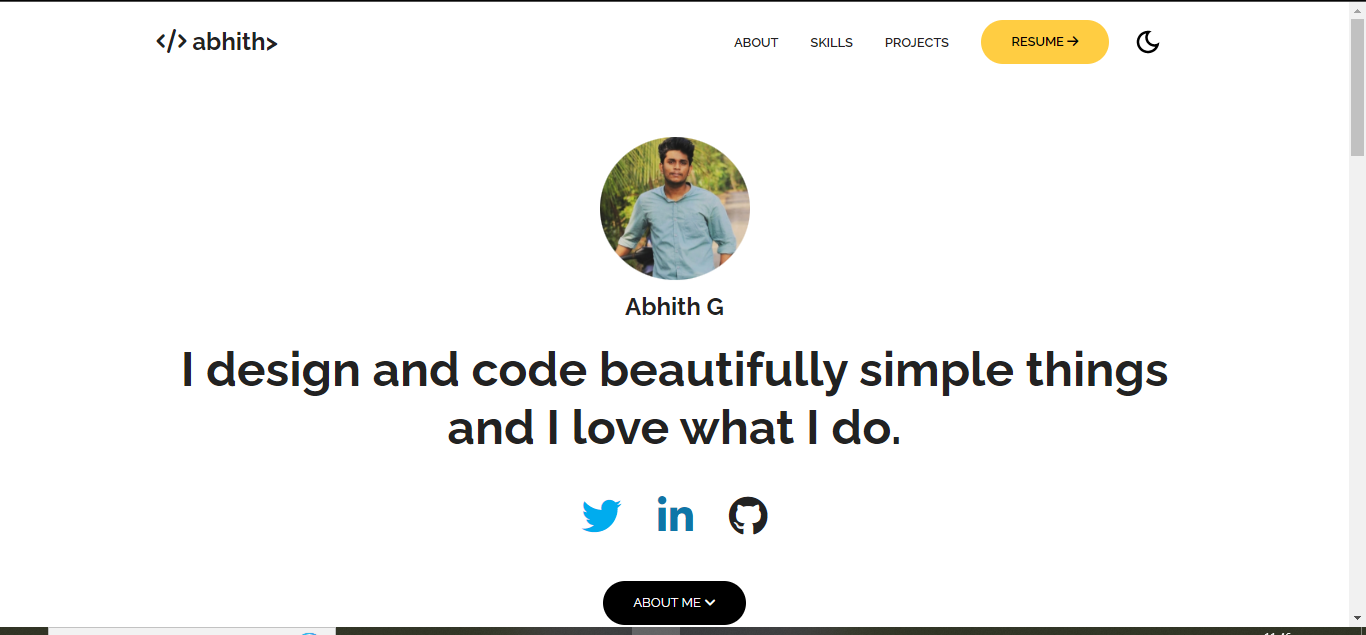 </> abhith>
ABOUT SKILLS PROJECTS RESUME →
Abhith G
I design and code beautifully simple things
and I love what I do.
in
ABOUT ME